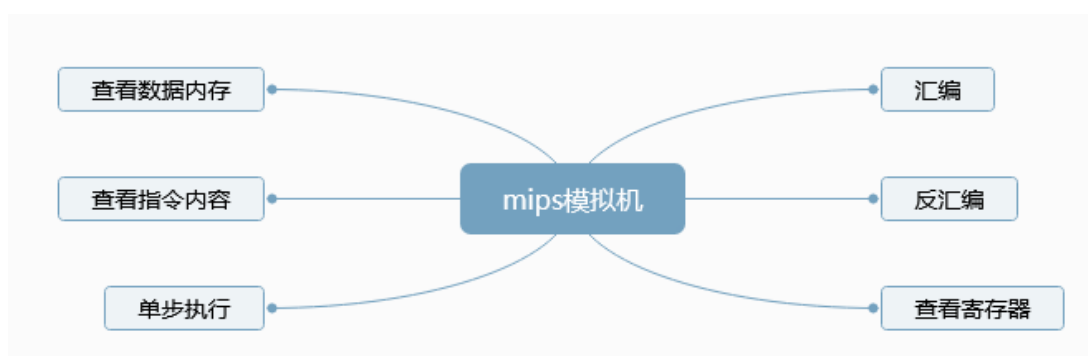 查看数据内存
汇编
查看指令内容
mips模拟机
反汇编
单步执行
查看寄存器